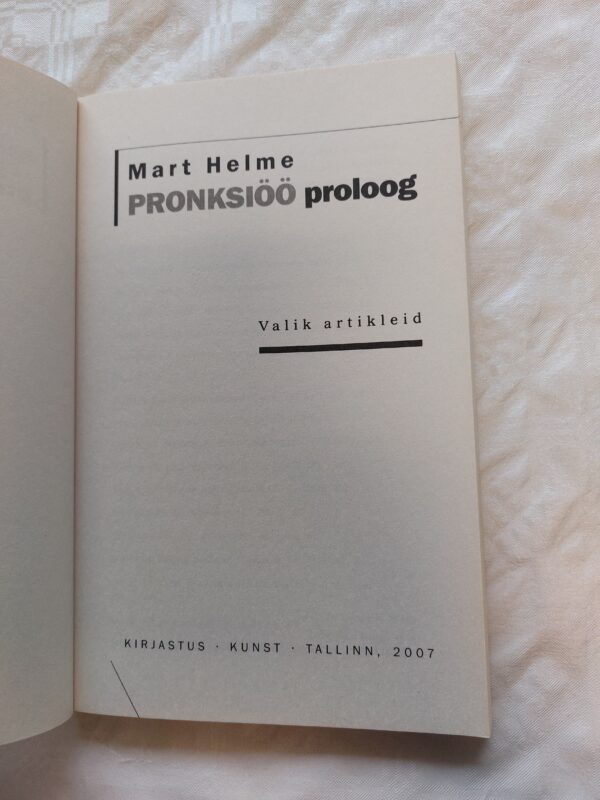 Mart Helme
PRONKSIÖÖ proloog
Valik artikleid
KIRJASTUS · KUNST · TALLINN, 2007